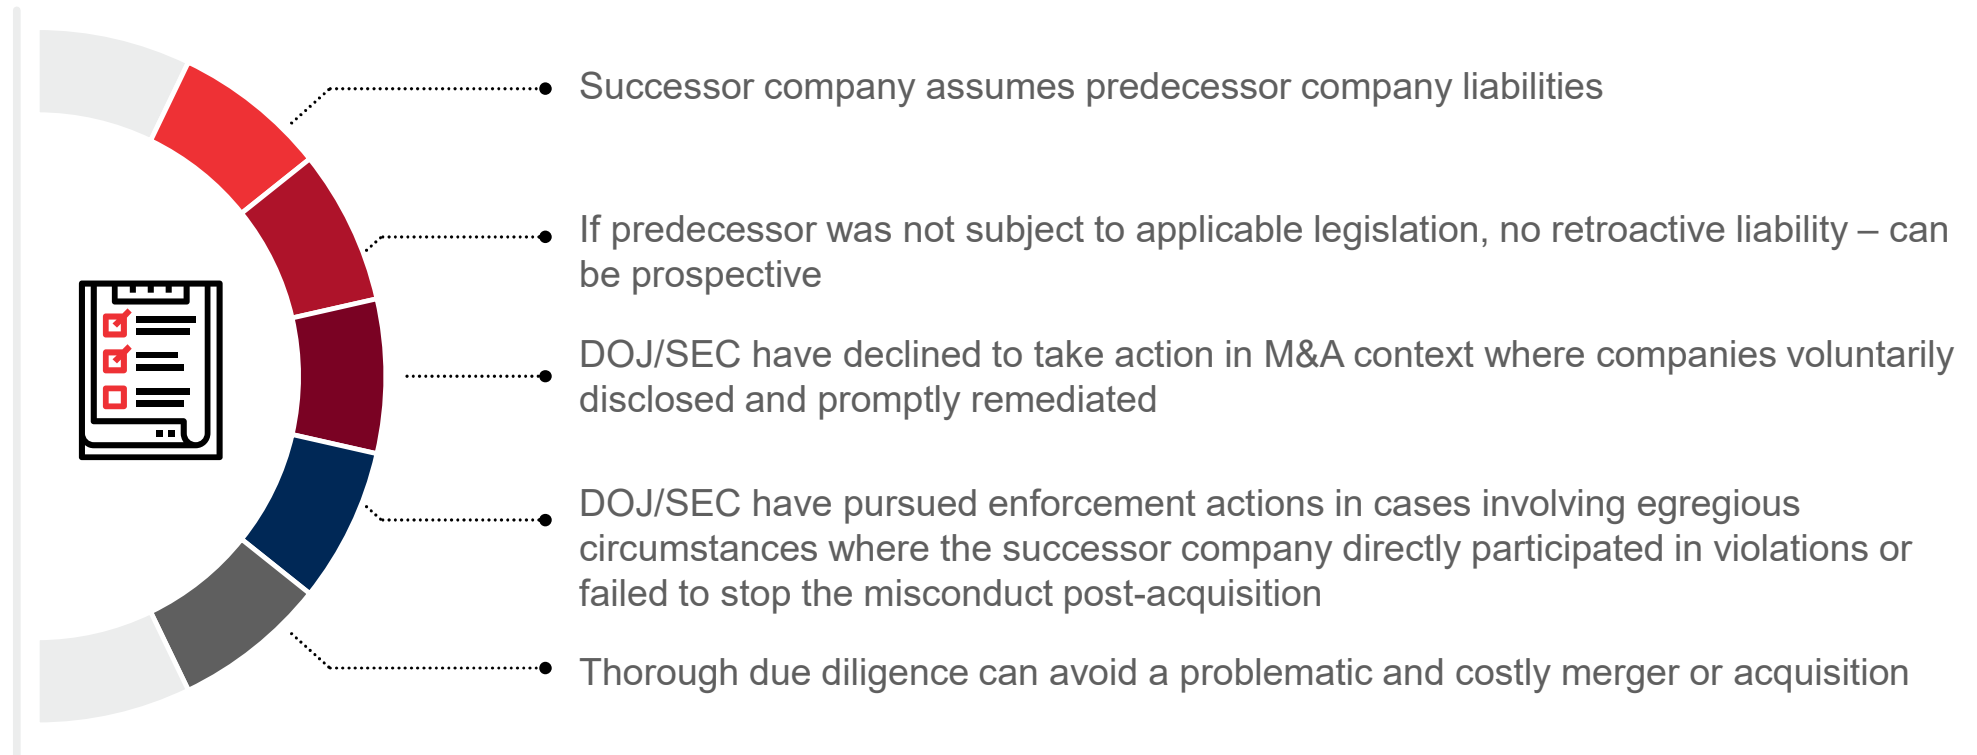 Successor company assumes predecessor company liabilities
If predecessor was not subject to applicable legislation, no retroactive liability – can
be prospective
DOJ/SEC have declined to take action in M&A context where companies voluntarily
disclosed and promptly remediated
DOJ/SEC have pursued enforcement actions in cases involving egregious
circumstances where the successor company directly participated in violations or
failed to stop the misconduct post-acquisition
Thorough due diligence can avoid a problematic and costly merger or acquisition